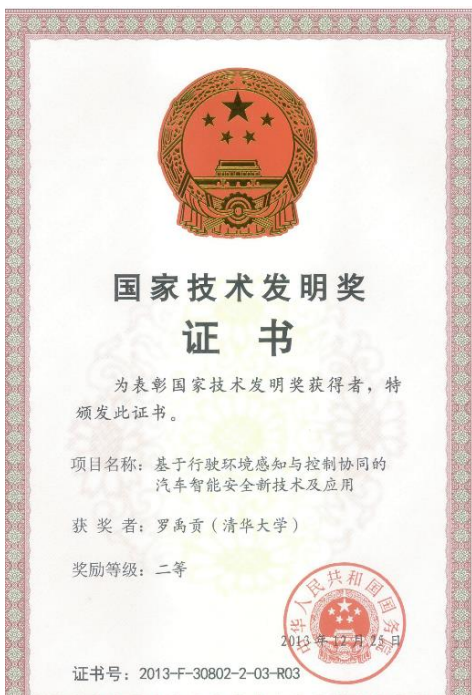 国家技术发明奖
证 书
为表彰国家技术发明奖获得者，特
颁发此证书。
项目名称：基于行驶环境感知与控制协同的
汽车智能安全新技术及应用
获 奖 者：罗禹贡（清华大学）
奖励等级：二等
中华人民共和国国务院
2013年12月25日
证书号：2013-F-30802-2-03-R03